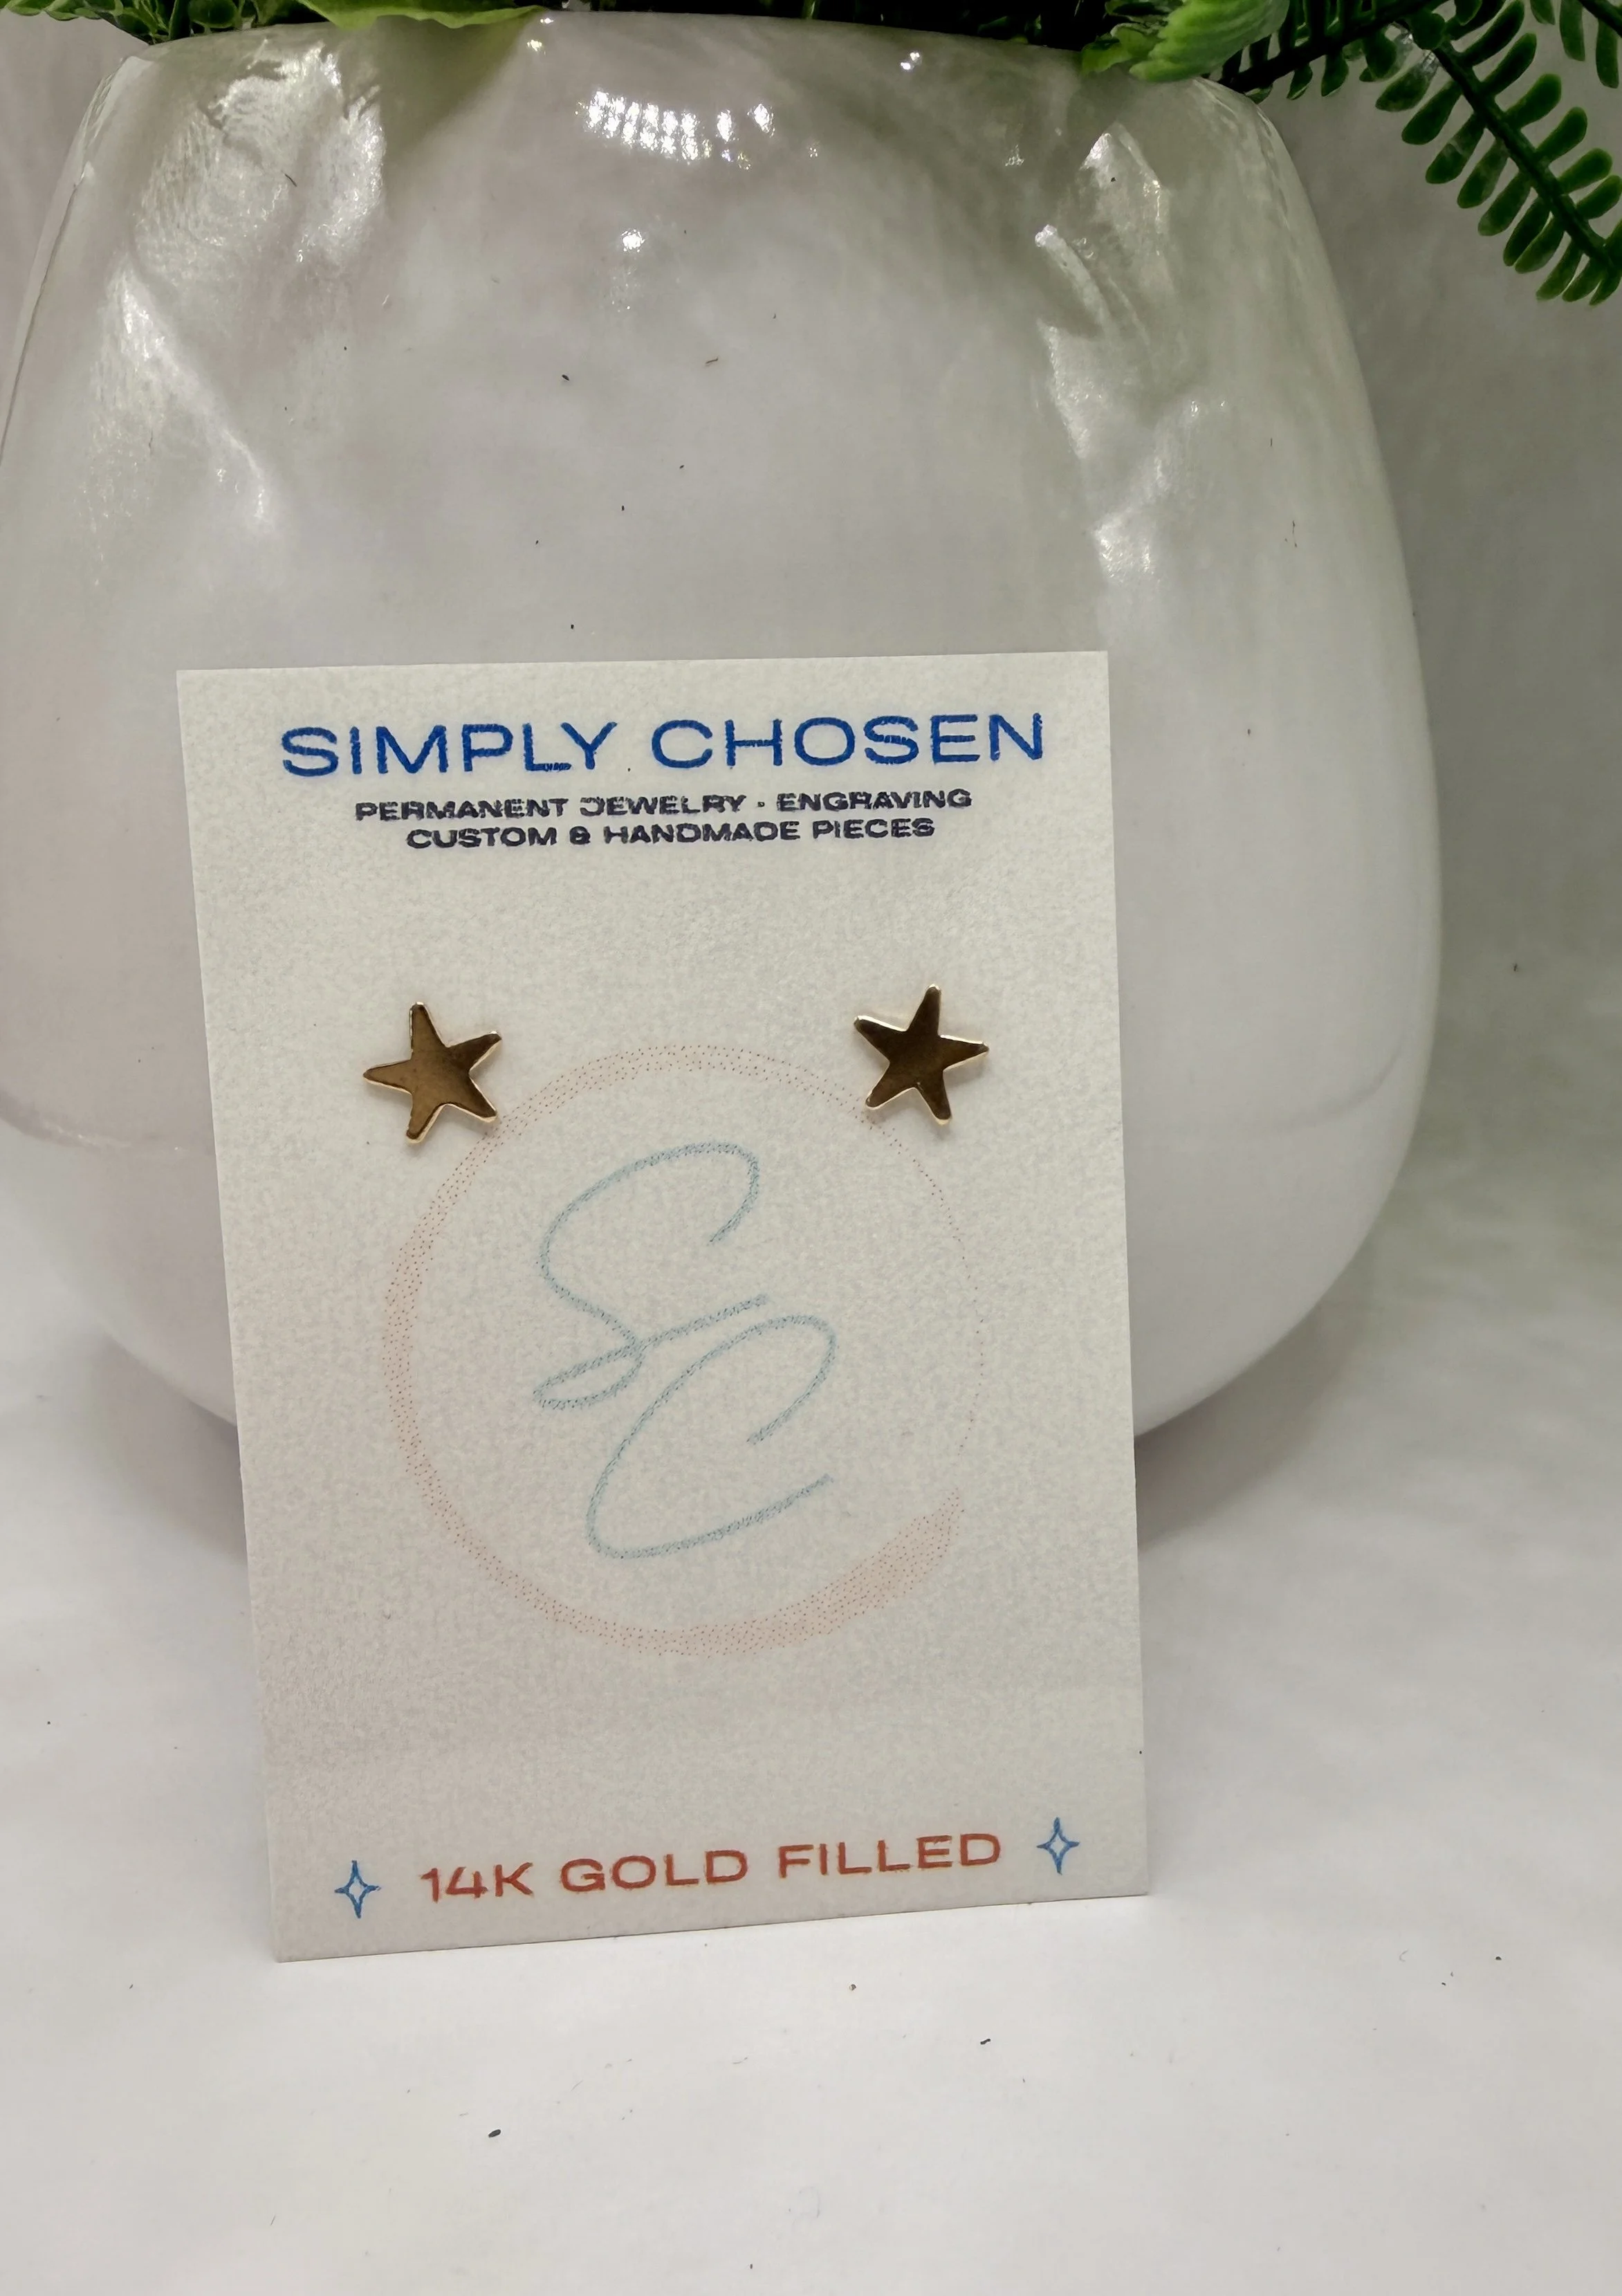 SIMPLY CHOSEN
PERMANENT JEWELRY · ENGRAVING
CUSTOM & HANDMADE PIECES
SC
14K GOLD FILLED